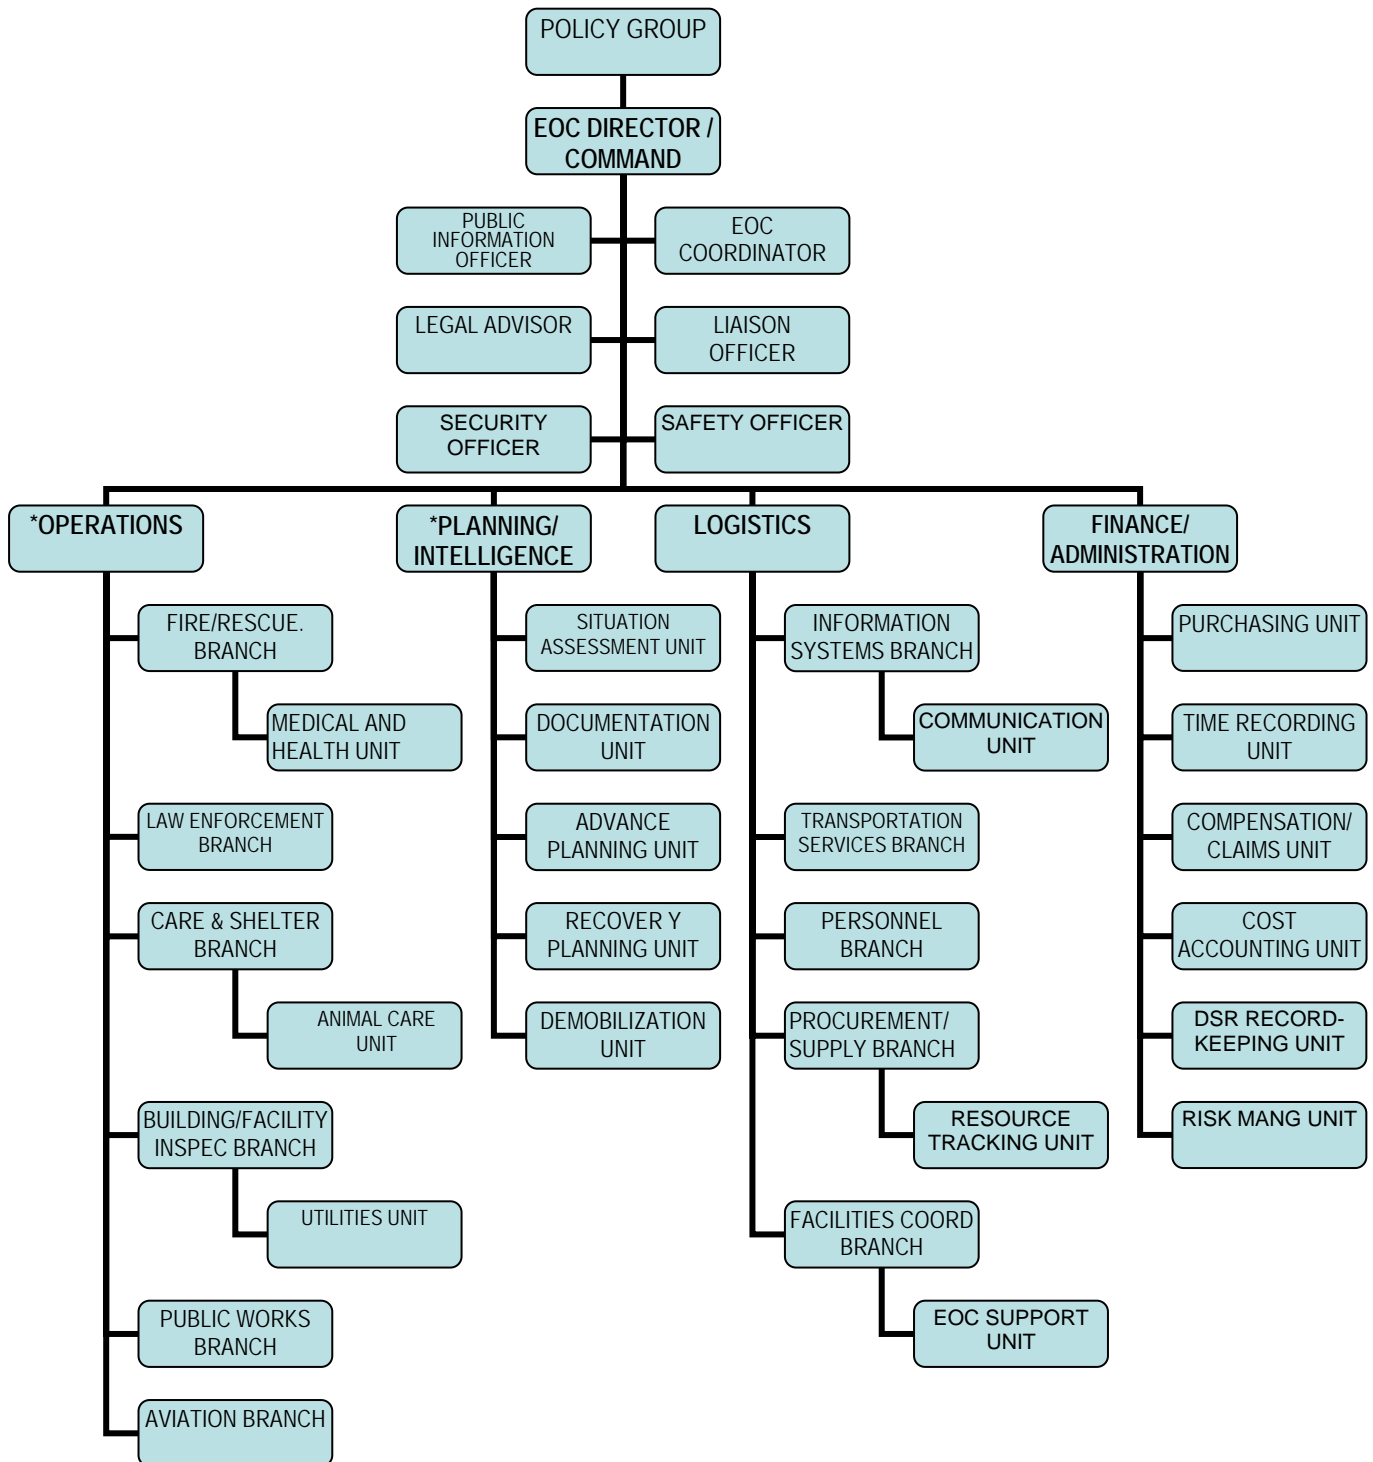 POLICY GROUP
EOC DIRECTOR /
COMMAND
PUBLIC
INFORMATION
OFFICER
EOC
COORDINATOR
LEGAL ADVISOR
LIAISON
OFFICER
SECURITY
OFFICER
SAFETY OFFICER
*OPERATIONS
FIRE/RESCUE.
BRANCH
MEDICAL AND
HEALTH UNIT
LAW ENFORCEMENT
BRANCH
CARE & SHELTER
BRANCH
ANIMAL CARE
UNIT
BUILDING/FACILITY
INSPEC BRANCH
UTILITIES UNIT
PUBLIC WORKS
BRANCH
AVIATION BRANCH
*PLANNING/
INTELLIGENCE
SITUATION
ASSESSMENT UNIT
DOCUMENTATION
UNIT
ADVANCE
PLANNING UNIT
RECOVER Y
PLANNING UNIT
DEMOBILIZATION
UNIT
LOGISTICS
INFORMATION
SYSTEMS BRANCH
COMMUNICATION
UNIT
TRANSPORTATION
SERVICES BRANCH
PERSONNEL
BRANCH
PROCUREMENT/
SUPPLY BRANCH
RESOURCE
TRACKING UNIT
FACILITIES COORD
BRANCH
EOC SUPPORT
UNIT
FINANCE/
ADMINISTRATION
PURCHASING UNIT
TIME RECORDING
UNIT
COMPENSATION/
CLAIMS UNIT
COST
ACCOUNTING UNIT
DSR RECORD-
KEEPING UNIT
RISK MANG UNIT